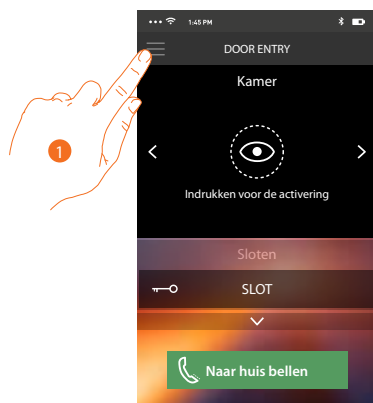 1:45 PM
DOOR ENTRY
Kamer
1
Indrukken voor de activering
Sloten
SLOT
Naar huis bellen